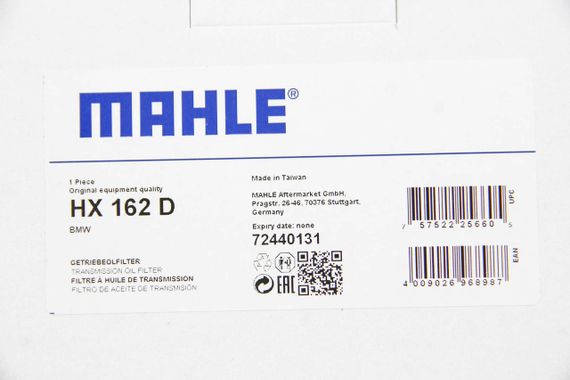 MAHLE®
1 Piece
Original equipment quality
HX 162 D
BMW
GETRIEBEOLFILTER
TRANSMISSION OIL FILTER
FILTRE À HUILE DE TRANSMISSION
FILTRO DE ACEITE DE TRANSMISIÓN
Made in Taiwan
MAHLE Aftermarket GmbH,
Pragstr. 26-46, 70376 Stuttgart,
Germany
Expiry date: none
72440131
EAC
UPC
7 57522 25660 5
EAN
4 009026 968987